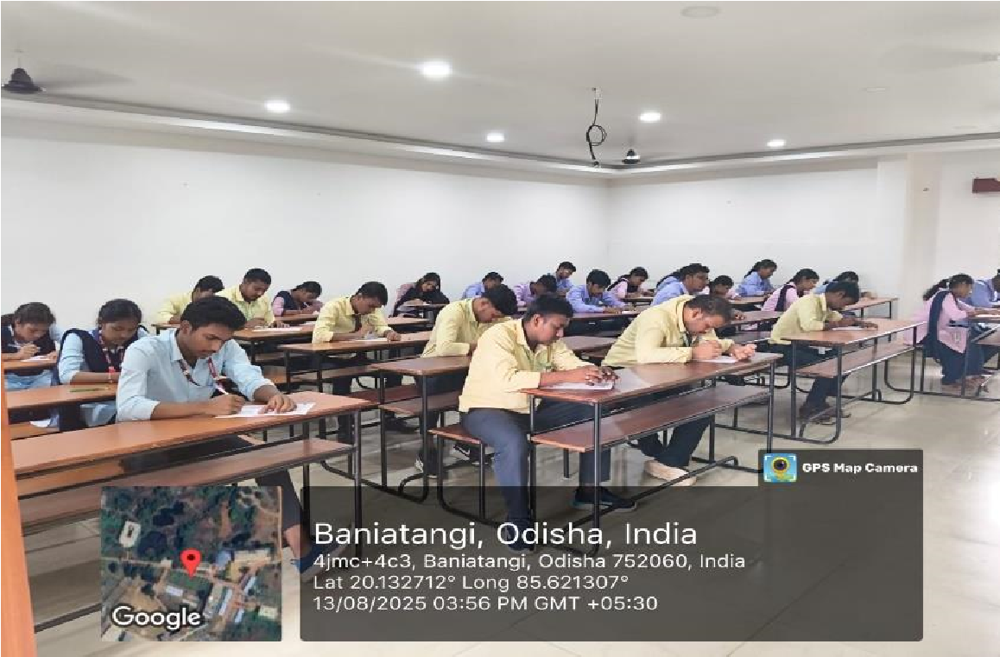 GPS Map Camera
Baniatangi, Odisha, India
4jmc+4c3, Baniatangi, Odisha 752060, India
Lat 20.132712° Long 85.621307°
13/08/2025 03:56 PM GMT +05:30
Google